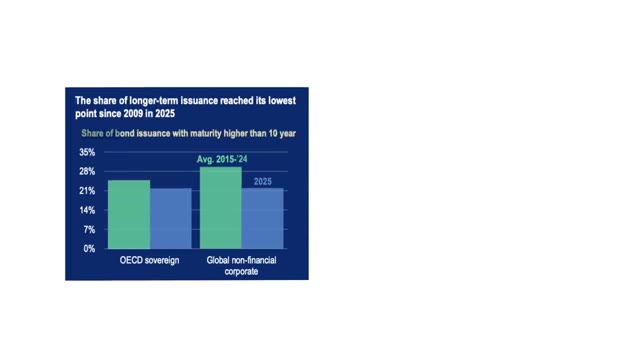 The share of longer-term issuance reached its lowest
point since 2009 in 2025
Share of bond issuance with maturity higher than 10 year
35%
Avg. 2015-'24
28%
2025
21%
14%
7%
0%
OECD sovereign
Global non-financial
corporate